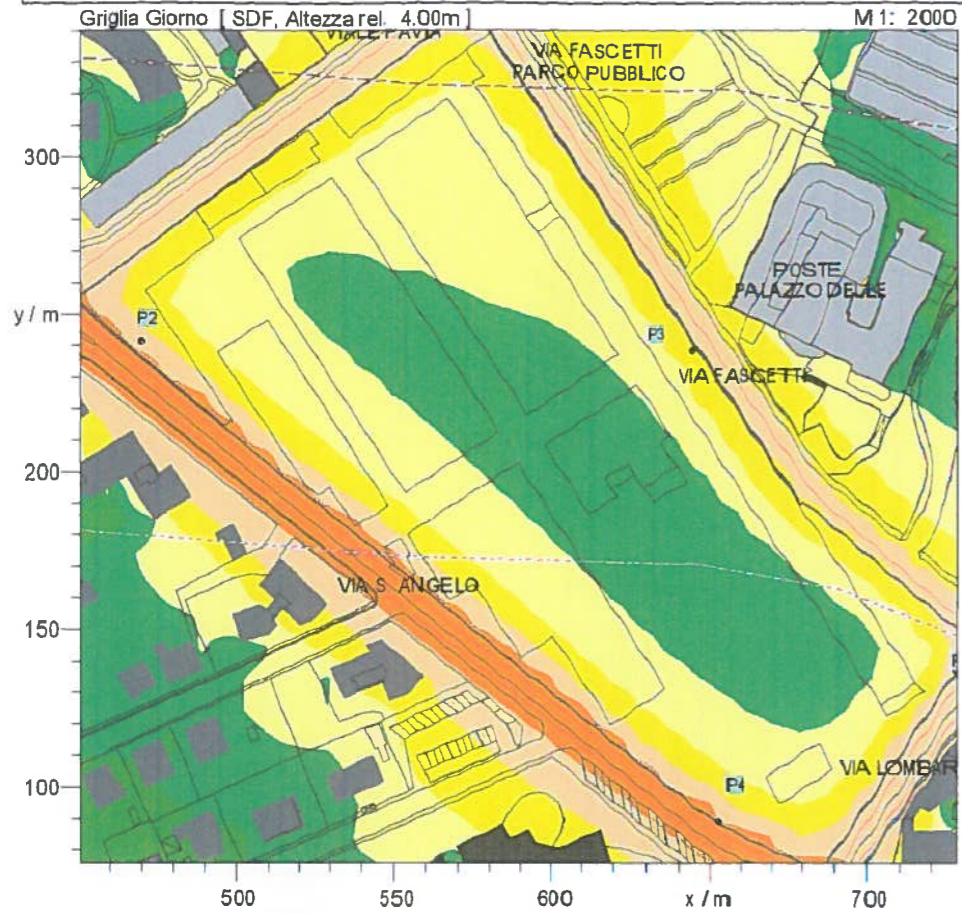 Griglia Giorno [ SDF, Altezza rel. 4.00m ]
M 1: 2000
VIALE PAVIA
VIA FASCETTI
PARCO PUBBLICO
300
POSTE
PALAZZO DELLE
y / m
P2
P3
VIA FASCETTI
200
VIA S ANGELO
150
100
P4
VIA LOMBAR
500
550
600
x / m
700